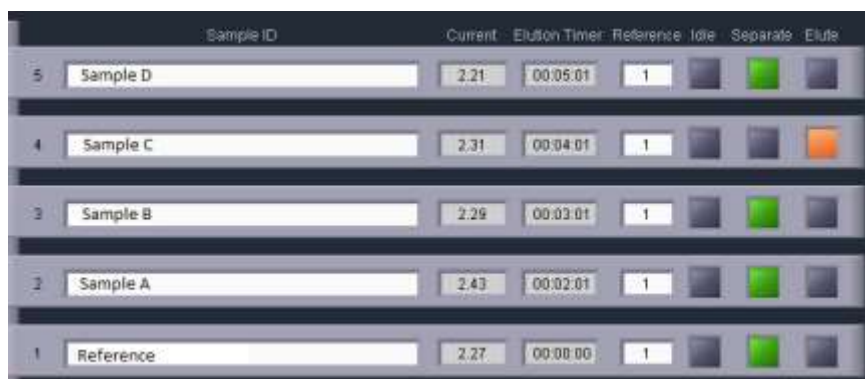 Sample ID Current Elution Timer Reference Idle Separate Elute
5 Sample D 2.21 00:05:01 1
4 Sample C 2.31 00:04:01 1
3 Sample B 2.29 00:03:01 1
2 Sample A 2.43 00:02:01 1
1 Reference 2.27 00:00:00 1